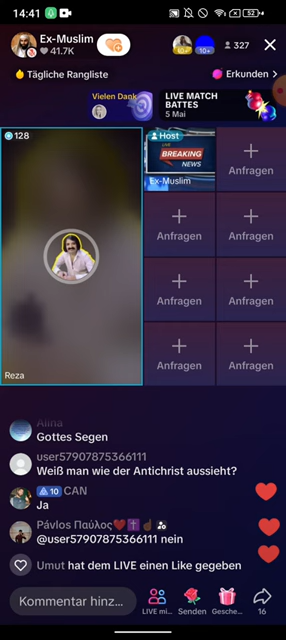 14:41
52
Ex-Muslim
41.7K
10+
327
Tägliche Rangliste
Erkunden >
Vielen Dank
LIVE MATCH
BATTES
5 Mai
128
Reza
Host
LIVE
BREAKING
NEWS
Ex-Muslim
Anfragen
Anfragen
Anfragen
Anfragen
Anfragen
Anfragen
Anfragen
Alina
Gottes Segen
user57907875366111
Weiß man wie der Antichrist aussieht?
10 CAN
Ja
Pávlos Παύλος❤️✝️☝🏿
@user57907875366111 nein
Umut hat dem LIVE einen Like gegeben
Kommentar hinz...
LIVE mi...
Senden
Gesche...
16